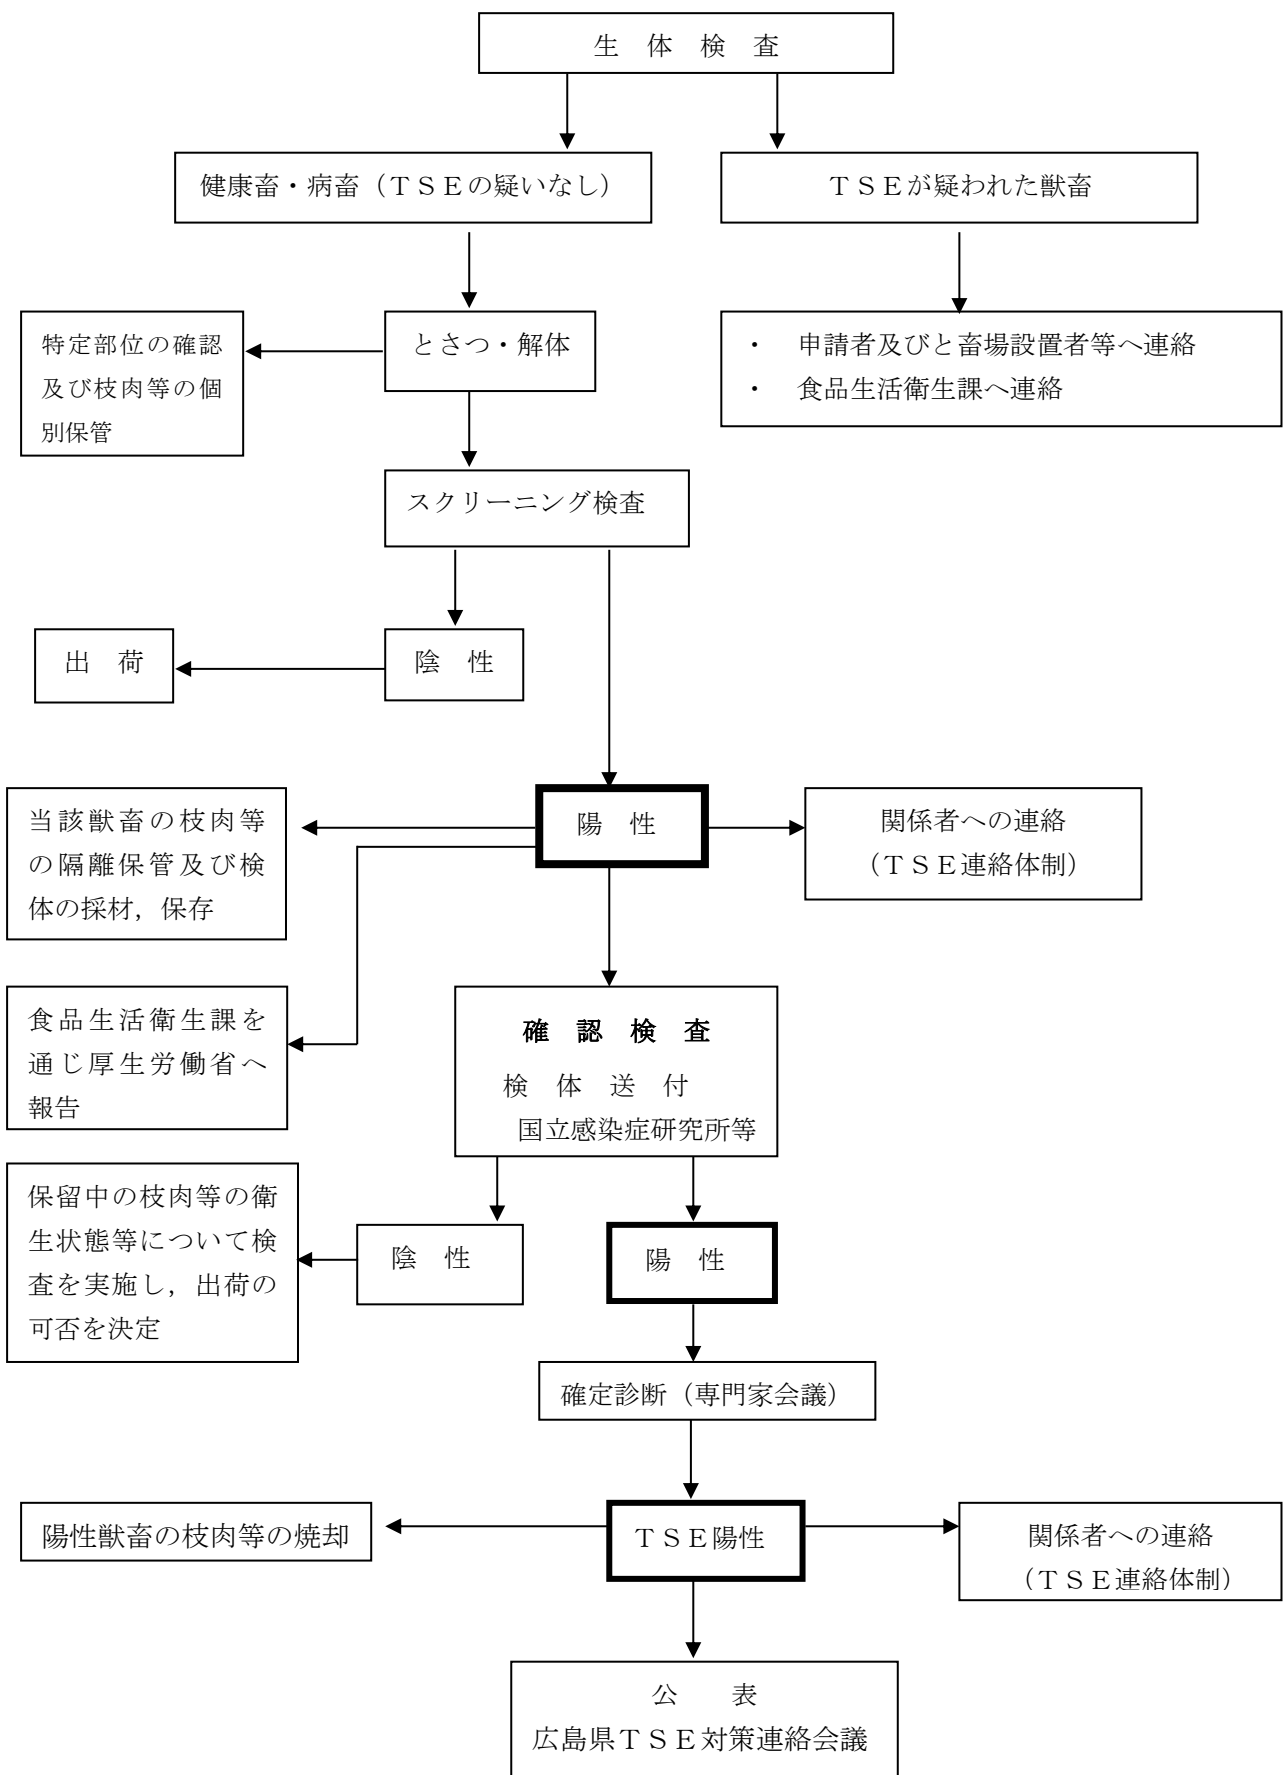 生　体　検　査
健康畜・病畜（ＴＳＥの疑いなし）
ＴＳＥが疑われた獣畜
特定部位の確認
及び枝肉等の個
別保管
とさつ・解体
・　申請者及びと畜場設置者等へ連絡
・　食品生活衛生課へ連絡
スクリーニング検査
出　荷
陰　性
当該獣畜の枝肉等
の隔離保管及び検
体の採材，保存
陽　性
関係者への連絡
（ＴＳＥ連絡体制）
食品生活衛生課を
通じ厚生労働省へ
報告
確　認　検　査
検　体　送　付
国立感染症研究所等
保留中の枝肉等の衛
生状態等について検
査を実施し，出荷の
可否を決定
陰　性
陽　性
確定診断（専門家会議）
陽性獣畜の枝肉等の焼却
ＴＳＥ陽性
関係者への連絡
（ＴＳＥ連絡体制）
公　　表
広島県ＴＳＥ対策連絡会議